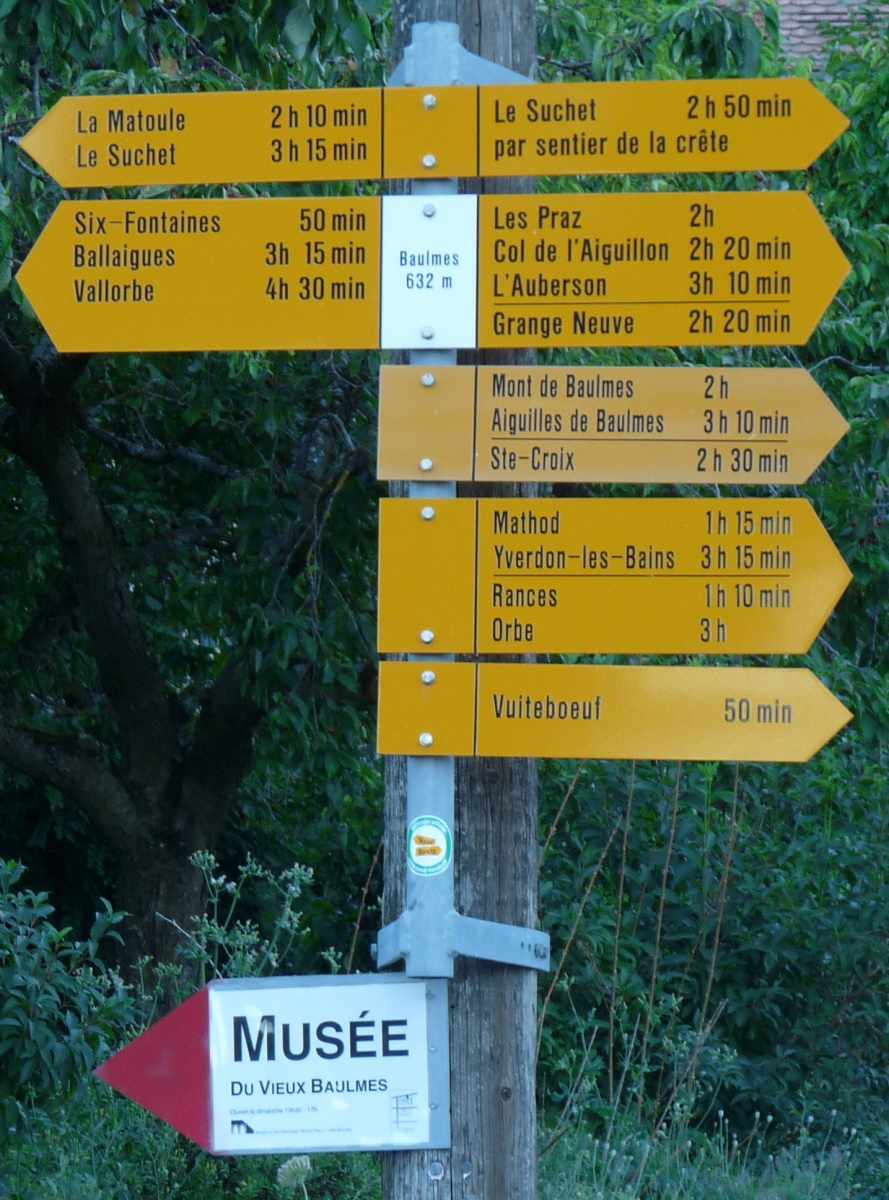 La Matoule 2 h 10 min
Le Suchet 3 h 15 min
Le Suchet 2 h 50 min
par sentier de la crête
Six-Fontaines 50 min
Ballaigues 3h 15 min
Vallorbe 4h 30 min
Baulmes
632 m
Les Praz 2h
Col de l'Aiguillon 2h 20 min
L'Auberson 3h 10 min
Grange Neuve 2h 20 min
Mont de Baulmes 2 h
Aiguilles de Baulmes 3 h 10 min
Ste-Croix 2 h 30 min
Mathod 1 h 15 min
Yverdon-les-Bains 3 h 15 min
Rances 1 h 10 min
Orbe 3 h
Vuiteboeuf 50 min
MUSÉE
DU VIEUX BAULMES